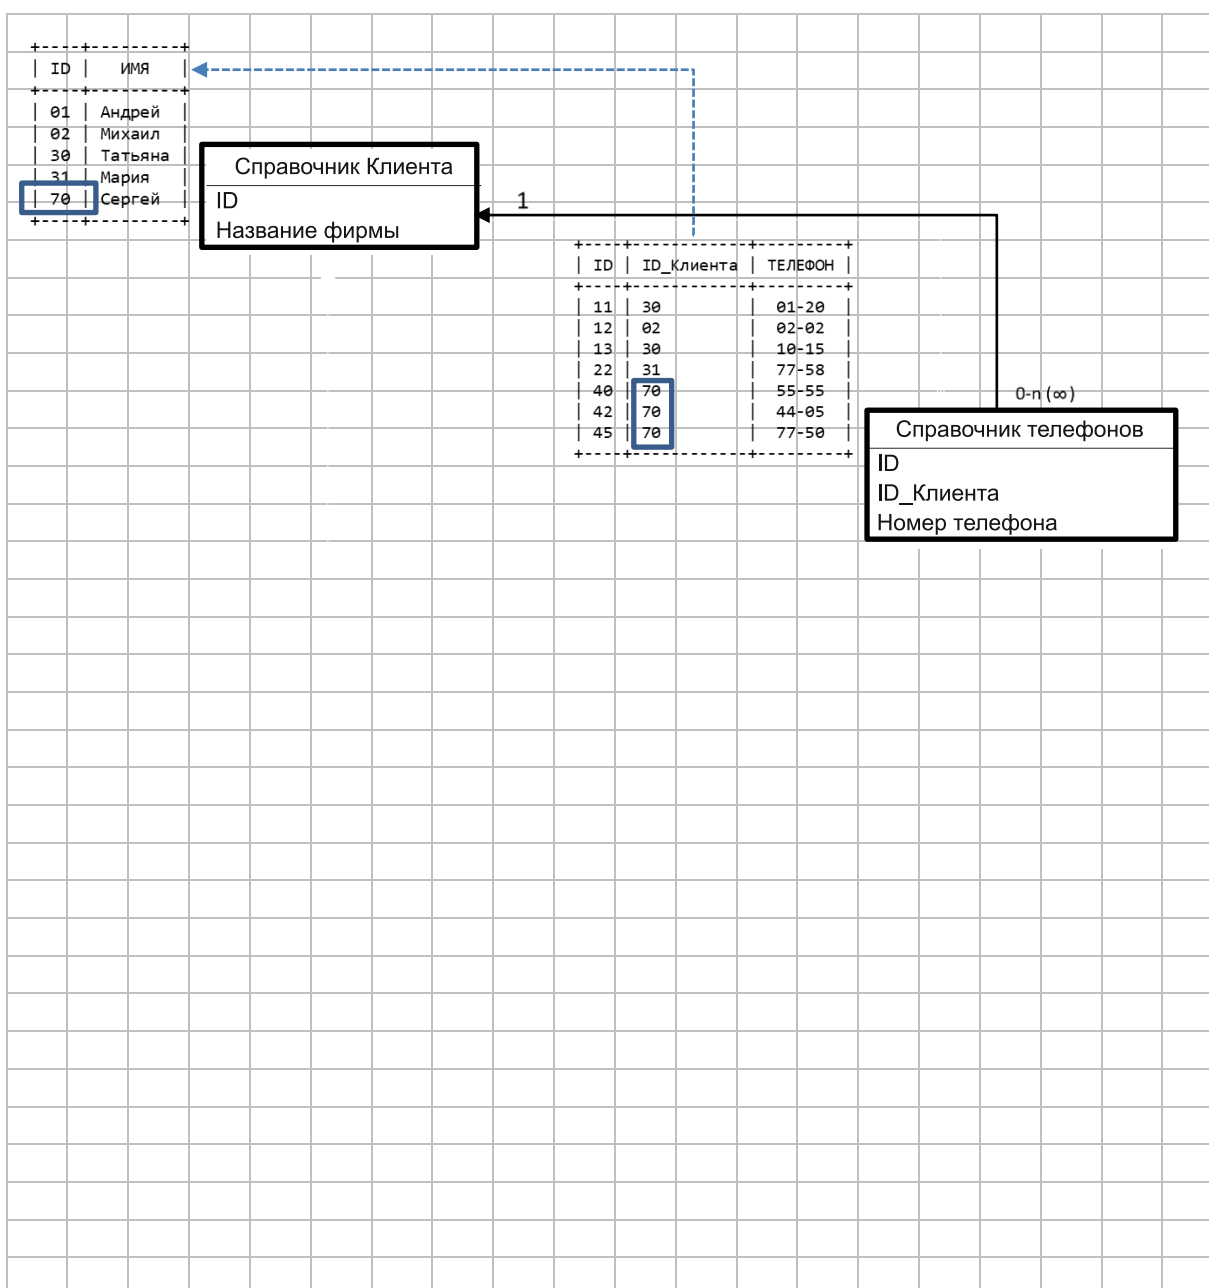 | ID | ИМЯ |
| 01 | Андрей |
| 02 | Михаил |
| 30 | Татьяна |
| 31 | Мария |
| 70 | Сергей |
Справочник Клиента
ID
Название фирмы
1
| ID | ID_Клиента | ТЕЛЕФОН |
| 11 | 30 | 01-20 |
| 12 | 02 | 02-02 |
| 13 | 30 | 10-15 |
| 22 | 31 | 77-58 |
| 40 | 70 | 55-55 |
| 42 | 70 | 44-05 |
| 45 | 70 | 77-50 |
0-n (∞)
Справочник телефонов
ID
ID_Клиента
Номер телефона